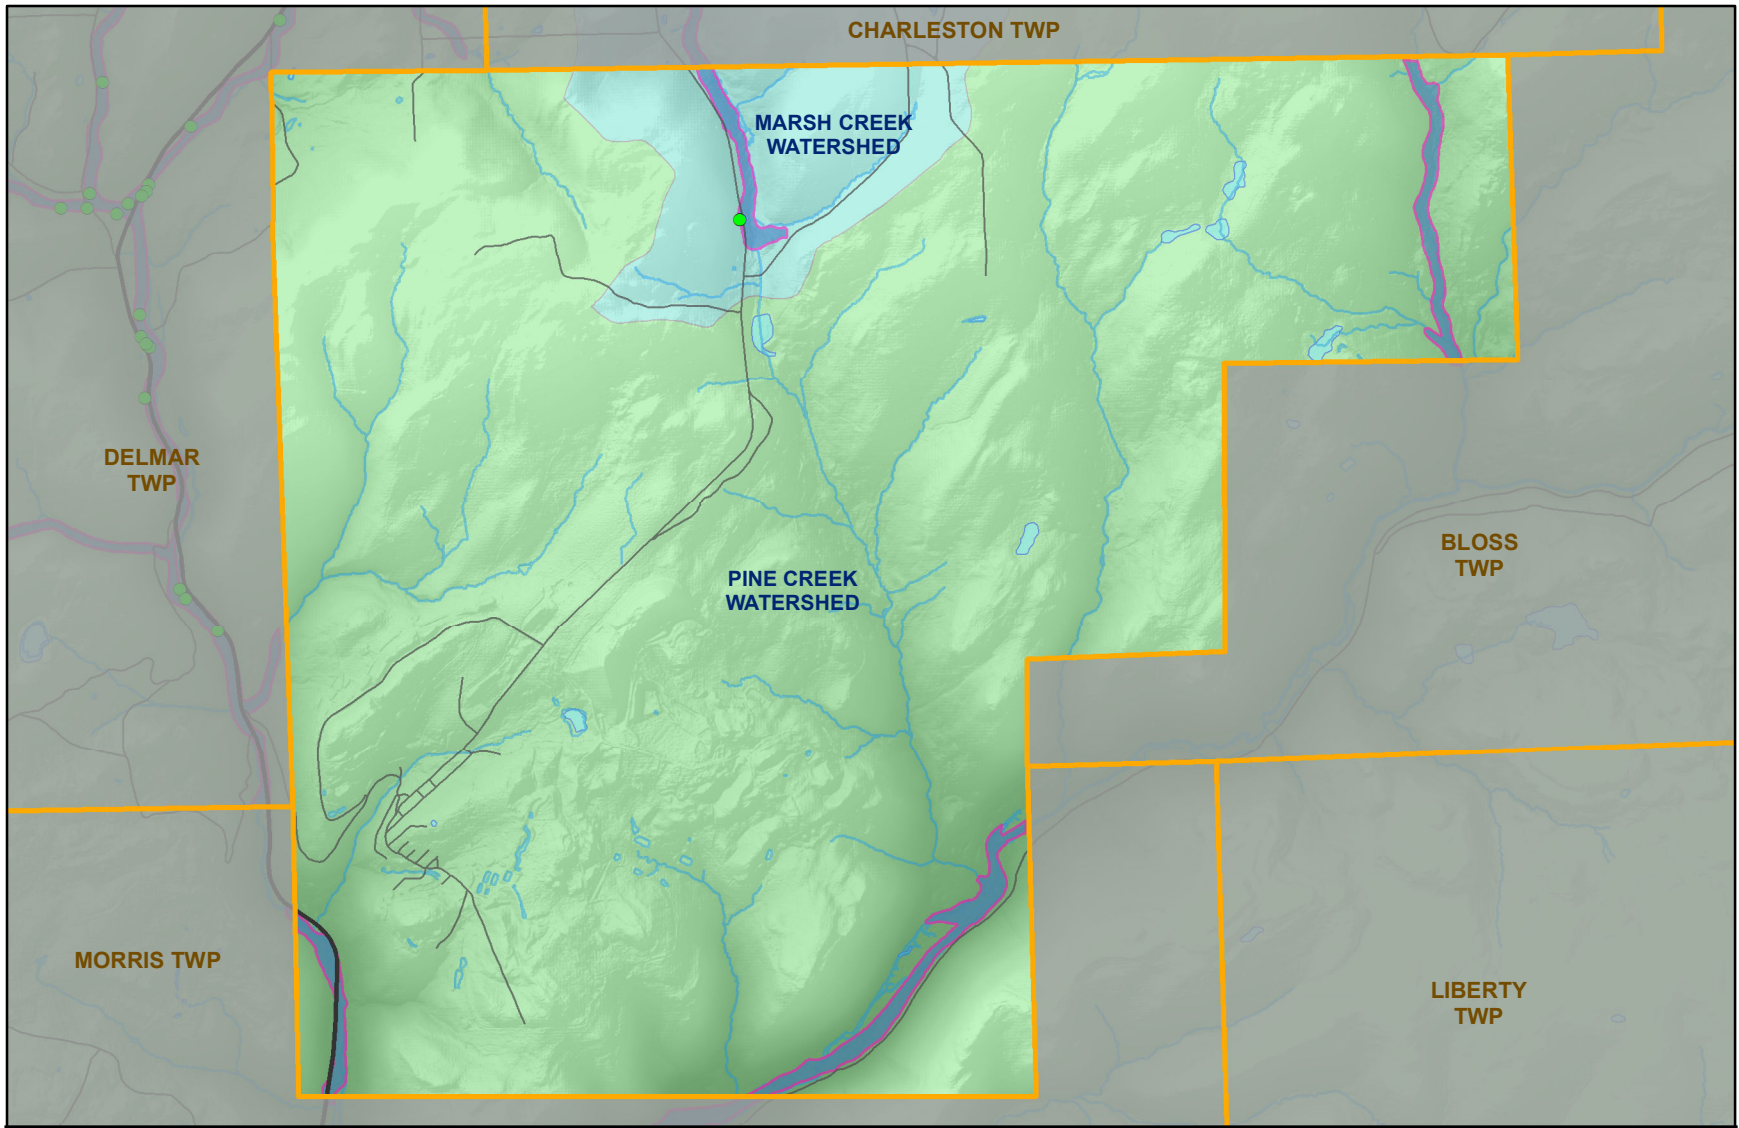 CHARLESTON TWP
MARSH CREEK
WATERSHED
DELMAR
TWP
BLOSS
TWP
PINE CREEK
WATERSHED
MORRIS TWP
LIBERTY
TWP